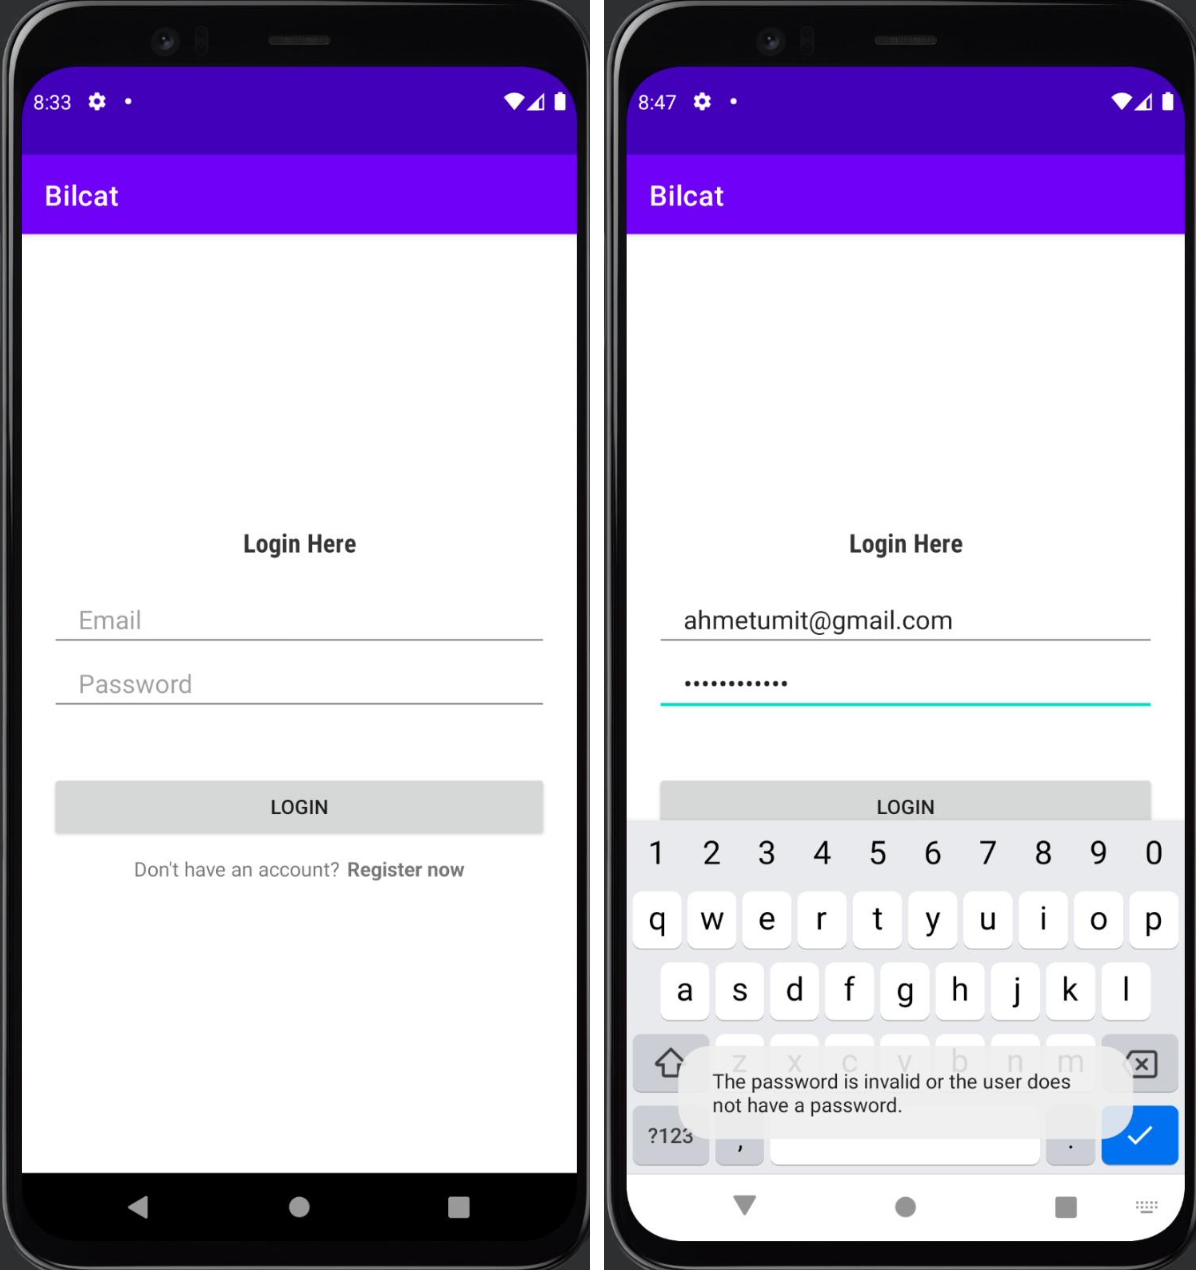 8:33
Bilcat
Login Here
Email
Password
LOGIN
Don't have an account? Register now
8:47
Bilcat
Login Here
ahmetumit@gmail.com
••••••••••••
LOGIN
1 2 3 4 5 6 7 8 9 0
q w e r t y u i o p
a s d f g h j k l
z x c v b n m
The password is invalid or the user does
not have a password.
?123 , .